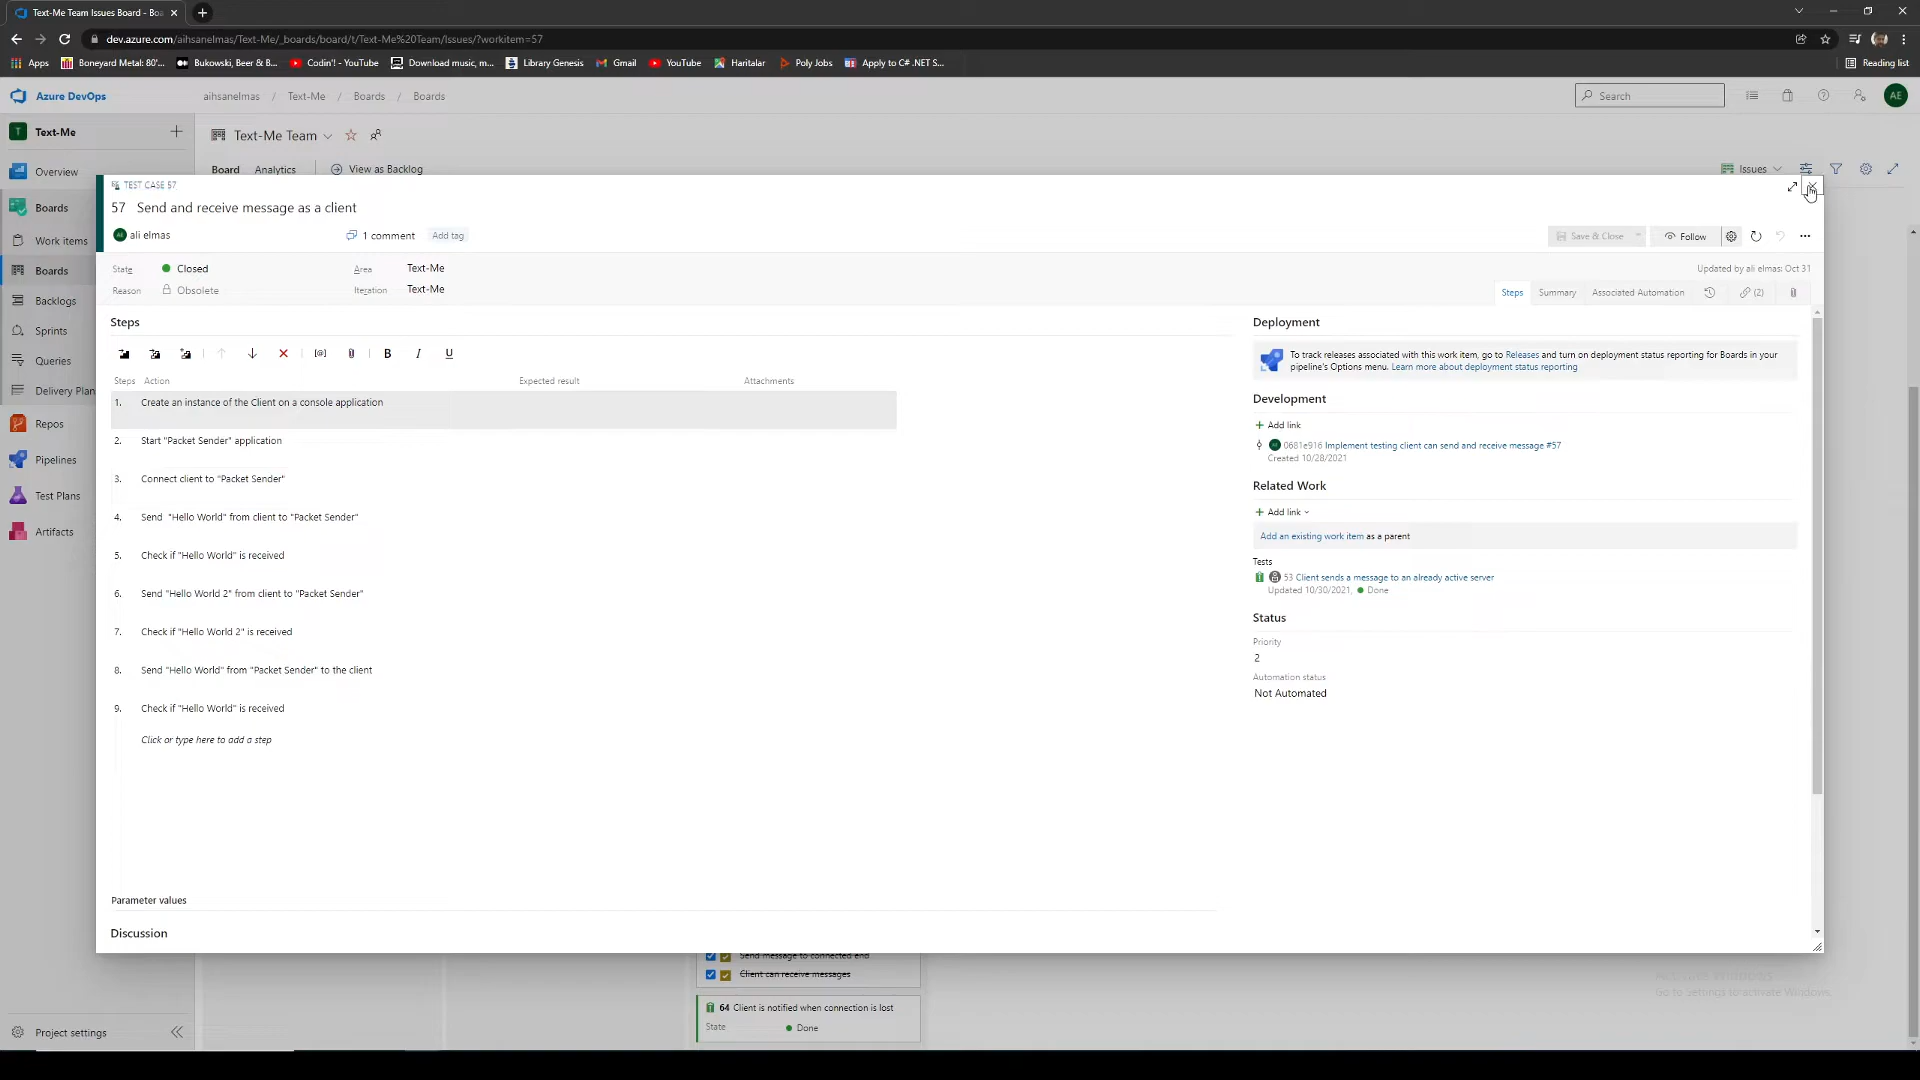 Text-Me Team Issues Board - Boa
dev.azure.com/aihsanelmas/Text-Me/_boards/board/t/Text-Me%20Team/Issues/?workitem=57
Apps Boneyard Metal: 80'... Bukowski, Beer & B... Codin'! - YouTube Download music, m... Library Genesis Gmail YouTube Haritalar Poly Jobs Apply to C# .NET S... Reading list
Azure DevOps aihsanelmas / Text-Me / Boards / Boards Search AE
T Text-Me Text-Me Team
Overview Board Analytics View as Backlog Issues
Boards
Work items
Boards
Backlogs
Sprints
Queries
Delivery Plan
Repos
Pipelines
Test Plans
Artifacts
Project settings
TEST CASE 57
57 Send and receive message as a client
AE ali elmas 1 comment Add tag Save & Close Follow
State Closed Area Text-Me Updated by ali elmas: Oct 31
Reason Obsolete Iteration Text-Me
Steps Summary Associated Automation (2)
Steps
[@] B I U
Steps Action Expected result Attachments
1. Create an instance of the Client on a console application
2. Start "Packet Sender" application
3. Connect client to "Packet Sender"
4. Send "Hello World" from client to "Packet Sender"
5. Check if "Hello World" is received
6. Send "Hello World 2" from client to "Packet Sender"
7. Check if "Hello World 2" is received
8. Send "Hello World" from "Packet Sender" to the client
9. Check if "Hello World" is received
Click or type here to add a step
Parameter values
Discussion
Deployment
To track releases associated with this work item, go to Releases and turn on deployment status reporting for Boards in your
pipeline's Options menu. Learn more about deployment status reporting
Development
+ Add link
0681e916 Implement testing client can send and receive message #57
Created 10/28/2021
Related Work
+ Add link
Add an existing work item as a parent
Tests
53 Client sends a message to an already active server
Updated 10/30/2021, Done
Status
Priority
2
Automation status
Not Automated
Send message to connected end
Client can receive messages
64 Client is notified when connection is lost
State Done
Activate Windows
Go to Settings to activate Windows.